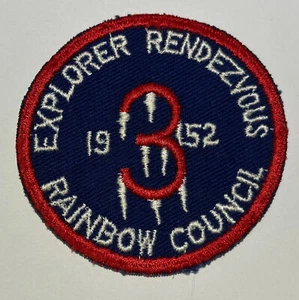 EXPLORER RENDEZVOUS
19 3 52
RAINBOW COUNCIL